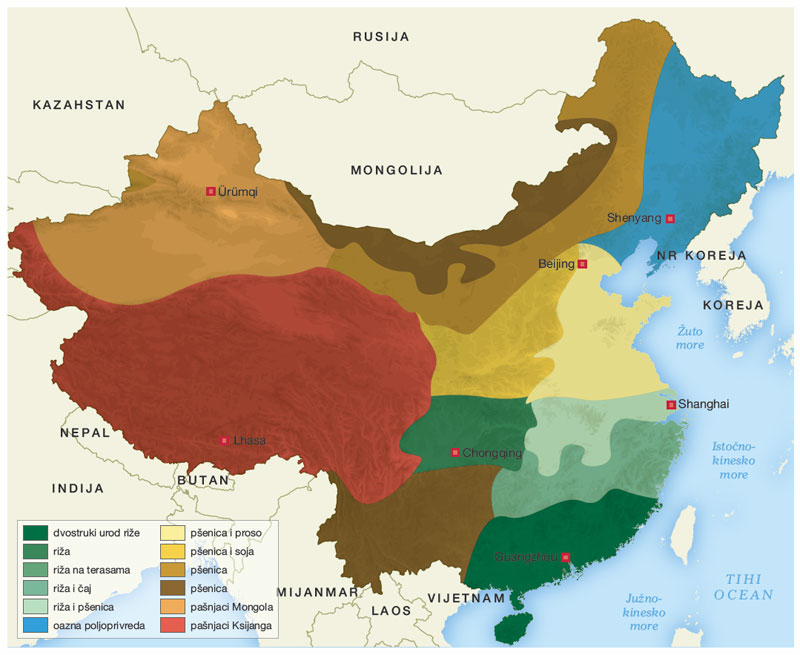 RUSIJA
KAZAHSTAN
MONGOLIJA
Ürümqi
Shenyang
NR KOREJA
Beijing
KOREJA
Žuto
more
Shanghai
NEPAL
Lhasa
Chongqing
Istočno-
kinesko
more
BUTAN
INDIJA
dvostruki urod riže
riža
riža na terasama
riža i čaj
riža i pšenica
oazna poljoprivreda
pšenica i proso
pšenica i soja
pšenica
pšenica
pašnjaci Mongola
pašnjaci Ksijanga
Guangzhou
MIJANMAR
LAOS
VIJETNAM
Južno-
kinesko
more
TIHI
OCEAN